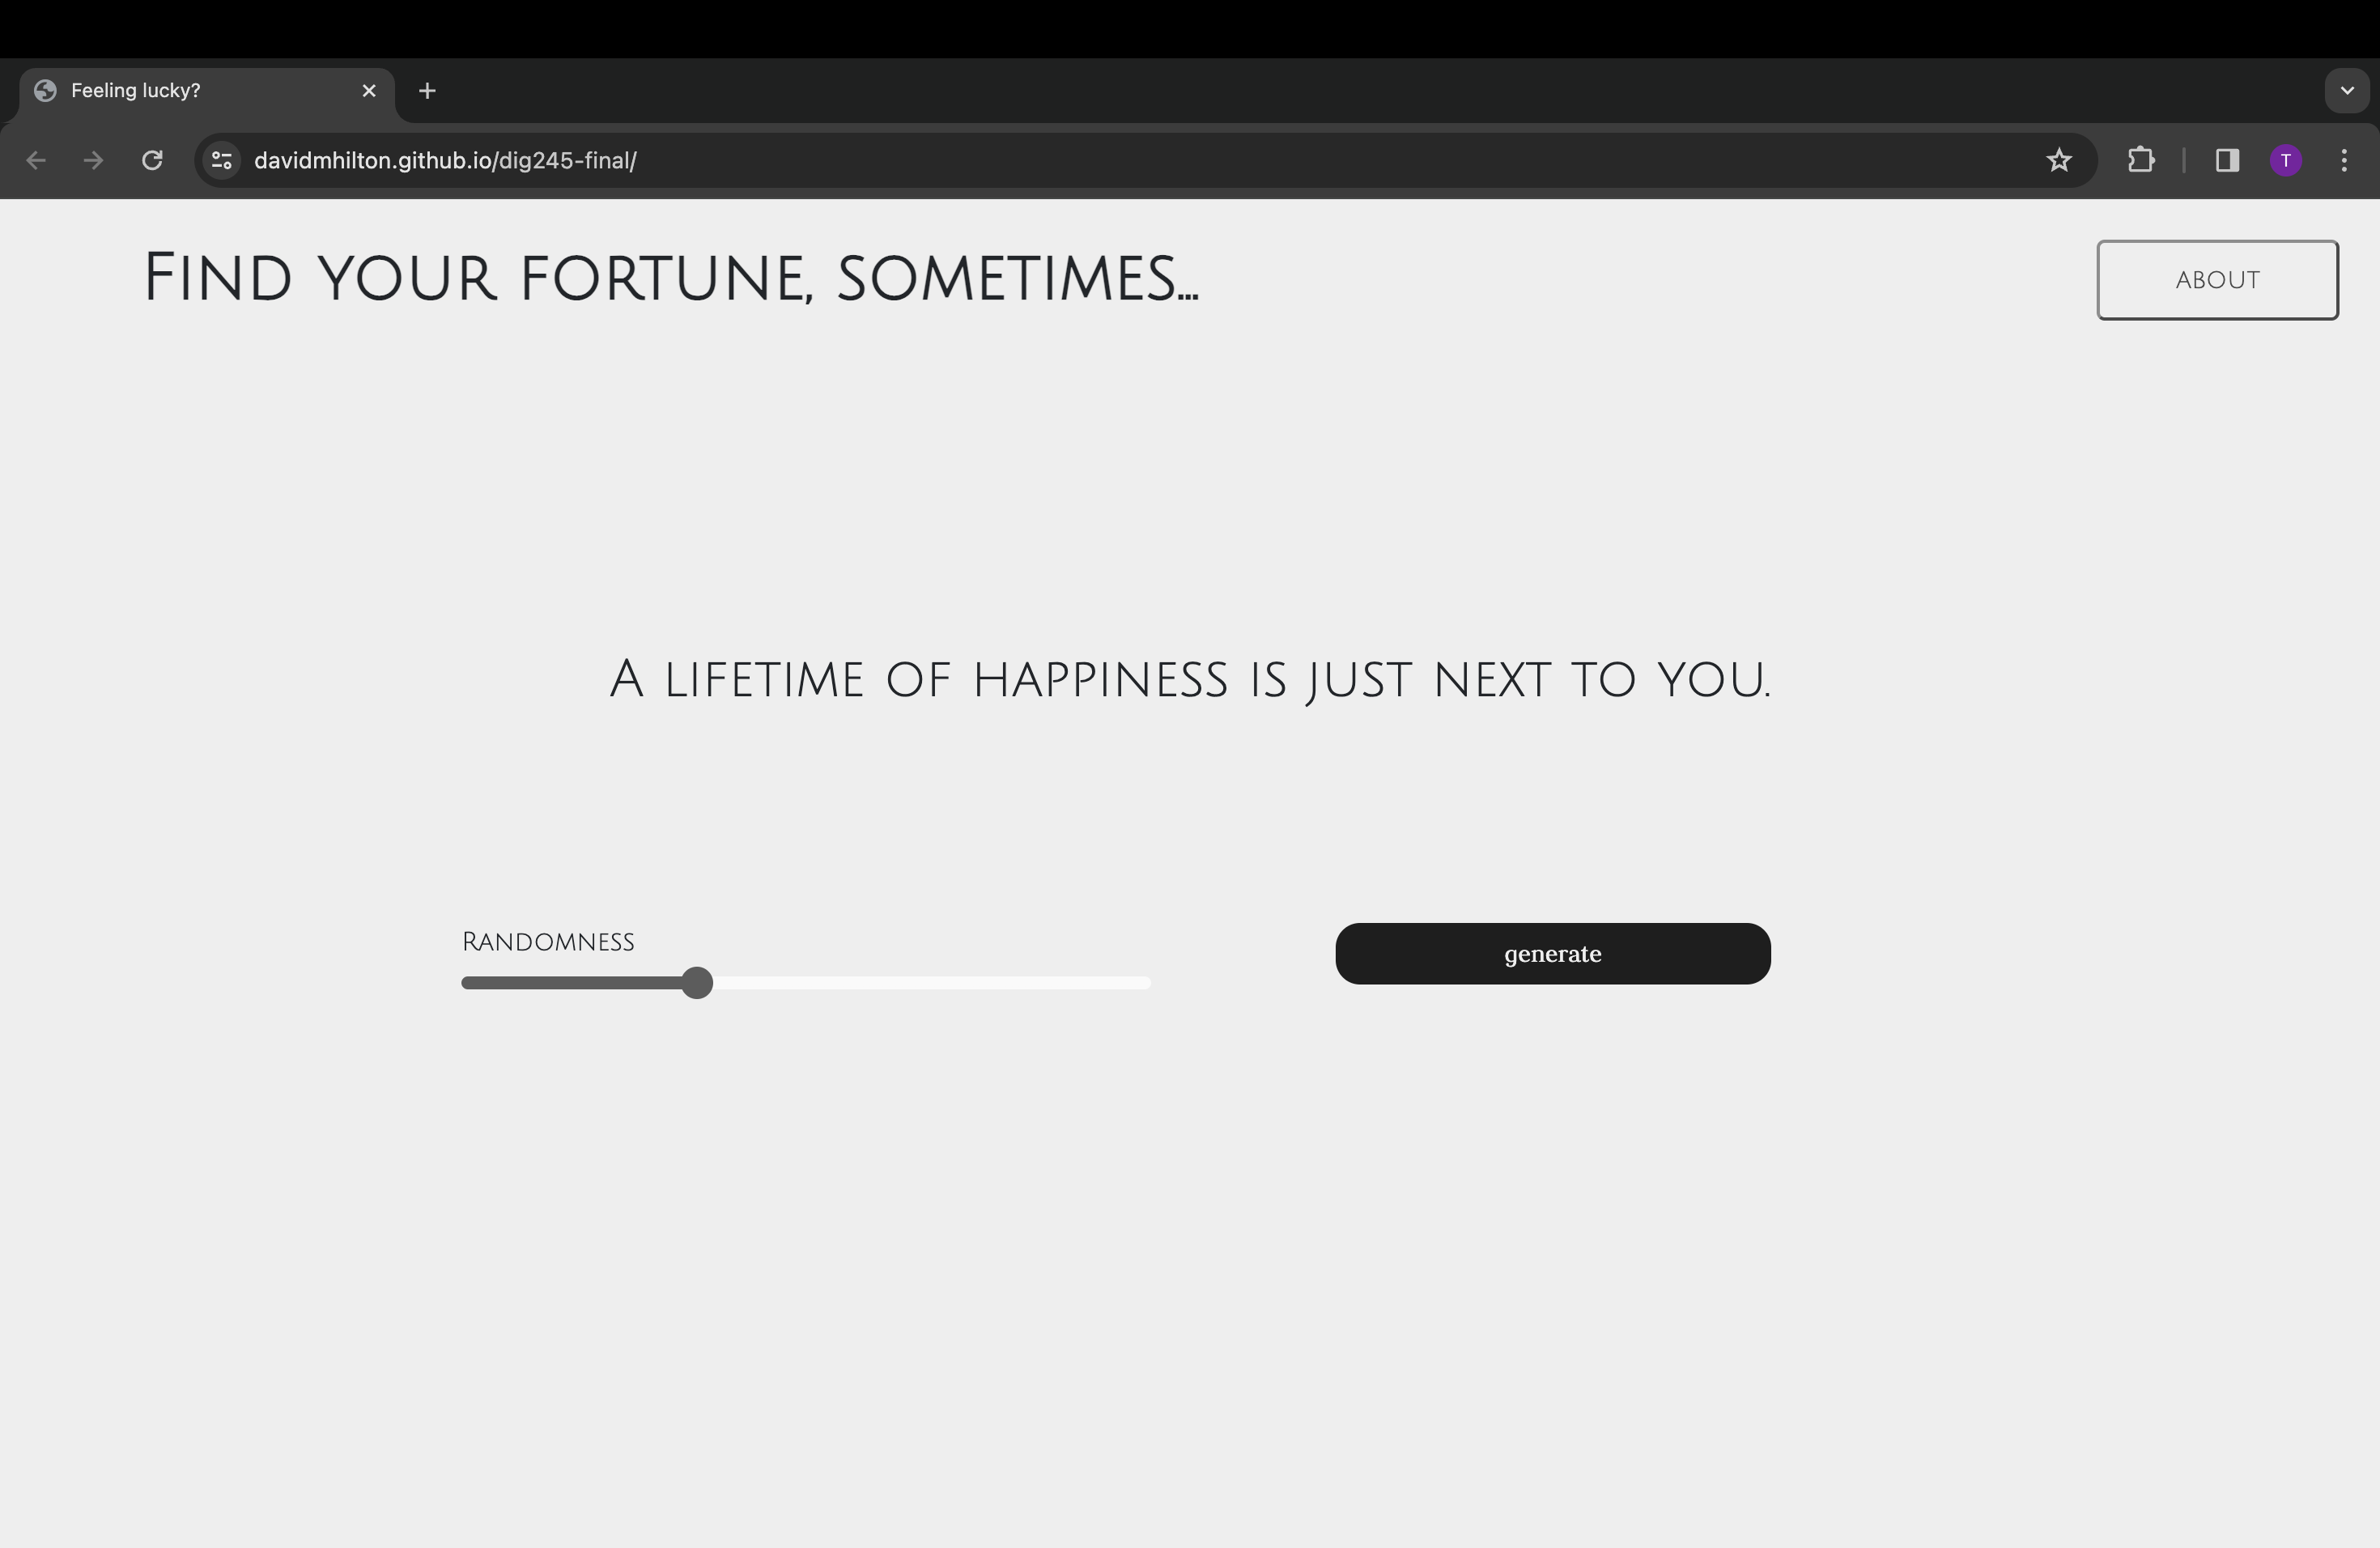 Feeling lucky?
davidmhilton.github.io/dig245-final/
T
Find your fortune, sometimes...
about
A lifetime of happiness is just next to you.
Randomness
generate